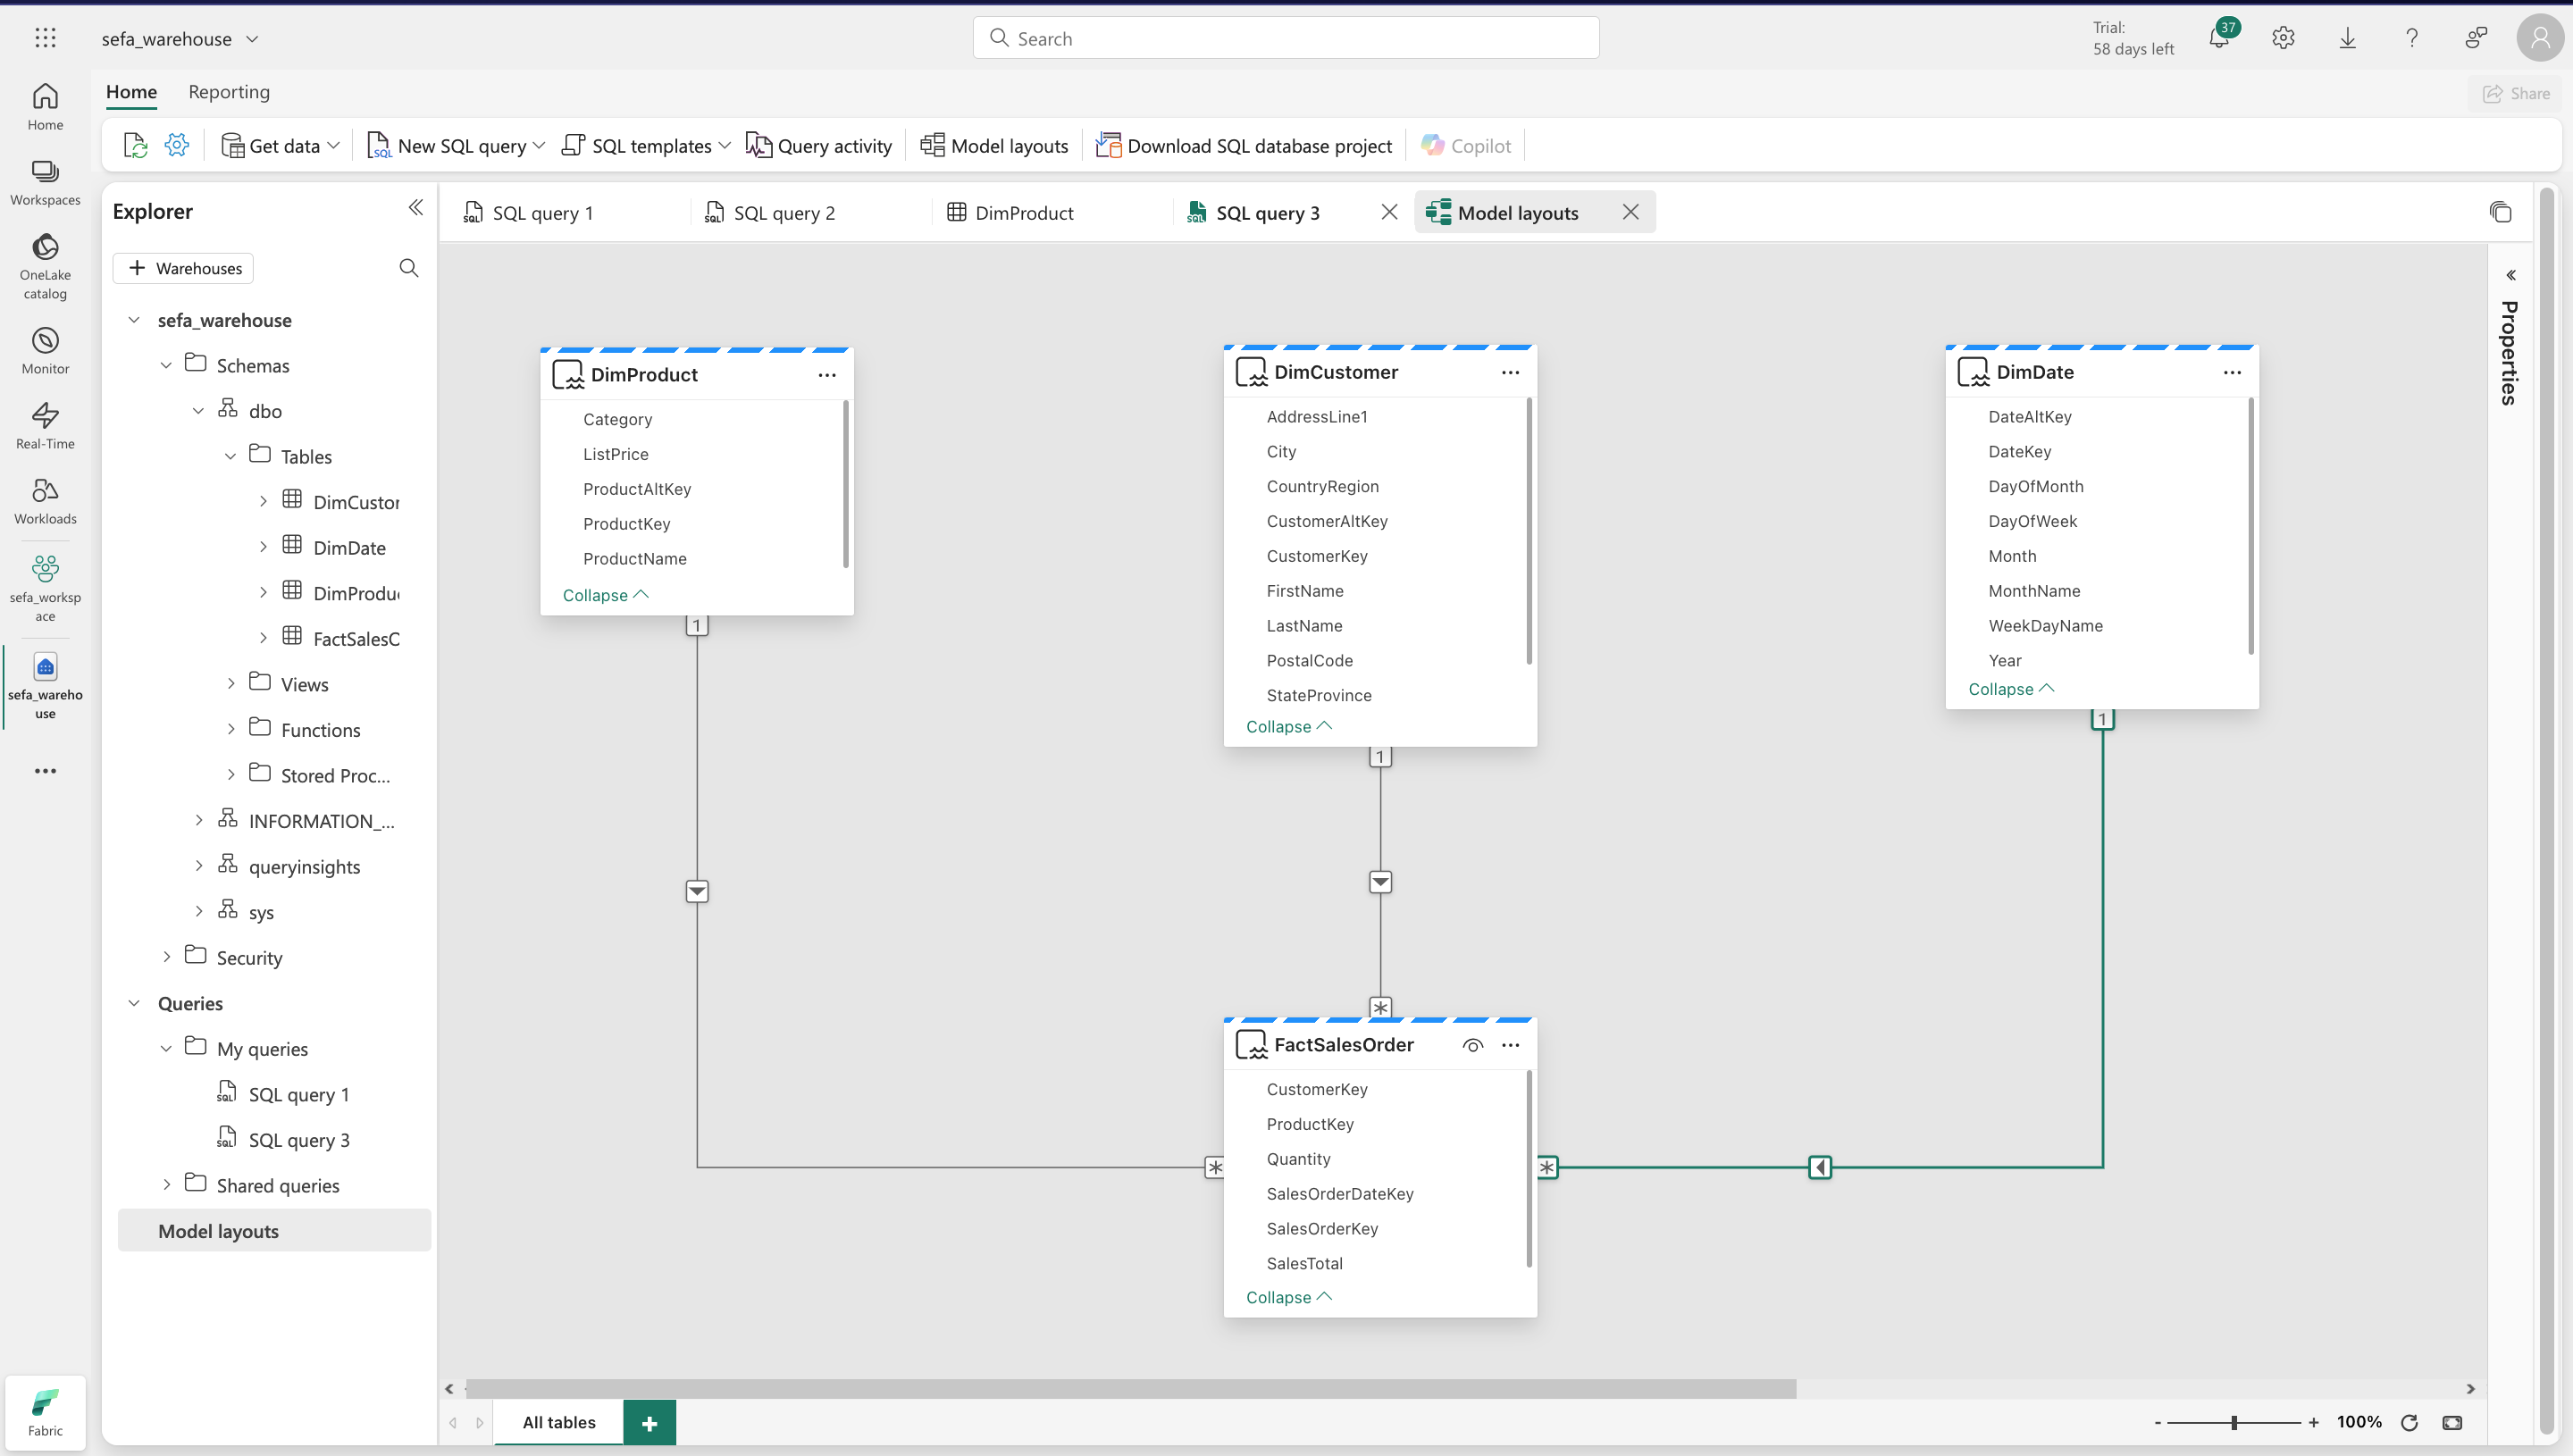 sefa_warehouse
Search
Trial:
58 days left
37
Home
Reporting
Share
Get data
New SQL query
SQL templates
Query activity
Model layouts
Download SQL database project
Copilot
Home
Workspaces
OneLake
catalog
Monitor
Real-Time
Workloads
sefa_worksp
ace
sefa_wareho
use
Fabric
Explorer
Warehouses
sefa_warehouse
Schemas
dbo
Tables
DimCustor
DimDate
DimProdu
FactSalesO
Views
Functions
Stored Proc...
INFORMATION_...
queryinsights
sys
Security
Queries
My queries
SQL query 1
SQL query 3
Shared queries
Model layouts
SQL query 1
SQL query 2
DimProduct
SQL query 3
Model layouts
Properties
DimProduct
Category
ListPrice
ProductAltKey
ProductKey
ProductName
Collapse
1
DimCustomer
AddressLine1
City
CountryRegion
CustomerAltKey
CustomerKey
FirstName
LastName
PostalCode
StateProvince
Collapse
1
*
DimDate
DateAltKey
DateKey
DayOfMonth
DayOfWeek
Month
MonthName
WeekDayName
Year
Collapse
1
FactSalesOrder
CustomerKey
ProductKey
* Quantity *
SalesOrderDateKey
SalesOrderKey
SalesTotal
Collapse
All tables
+
- + 100%